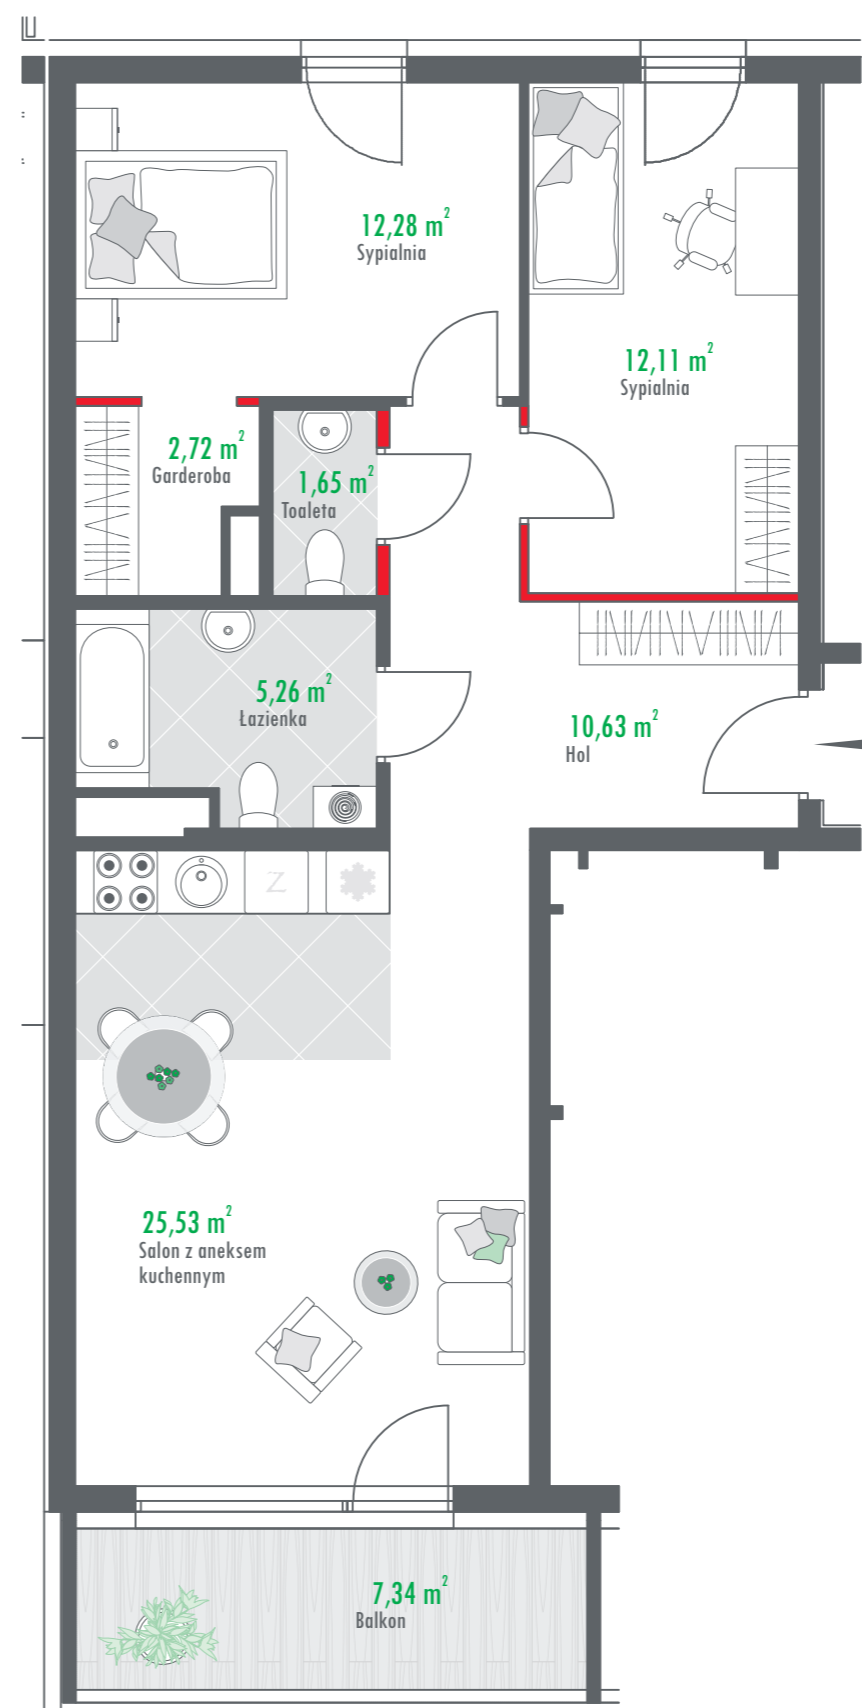 12,28 m²
Sypialnia
12,11 m²
Sypialnia
2,72 m²
Garderoba
1,65 m²
Toaleta
5,26 m²
Łazienka
10,63 m²
Hol
Z
25,53 m²
Salon z aneksem
kuchennym
7,34 m²
Balkon